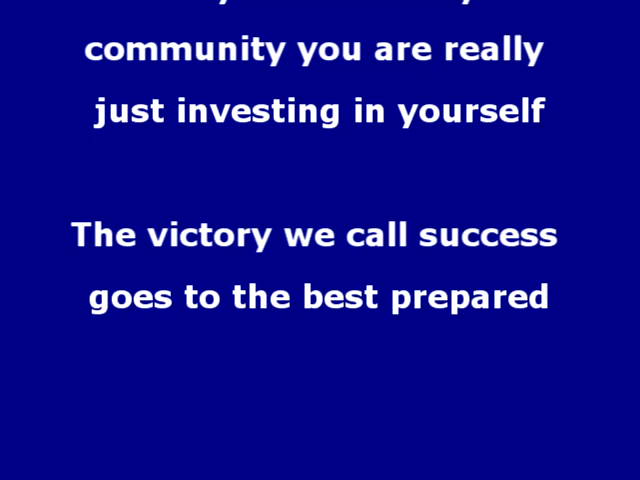 community you are really
just investing in yourself
The victory we call success
goes to the best prepared